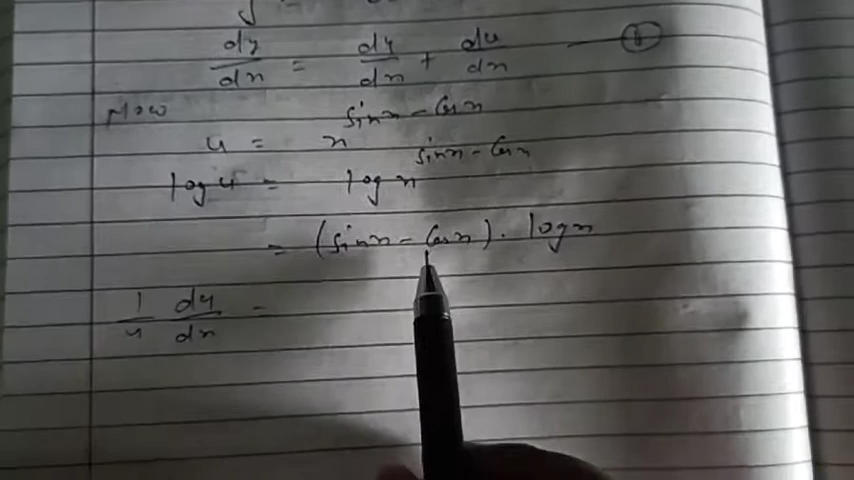 dy/dx = du/dx + du/dx — (1)
Now
u = x^(sinx - cosx)
log u = log x^(sinx - cosx)
= (sinx - cosx) . log x
1/u du/dx =